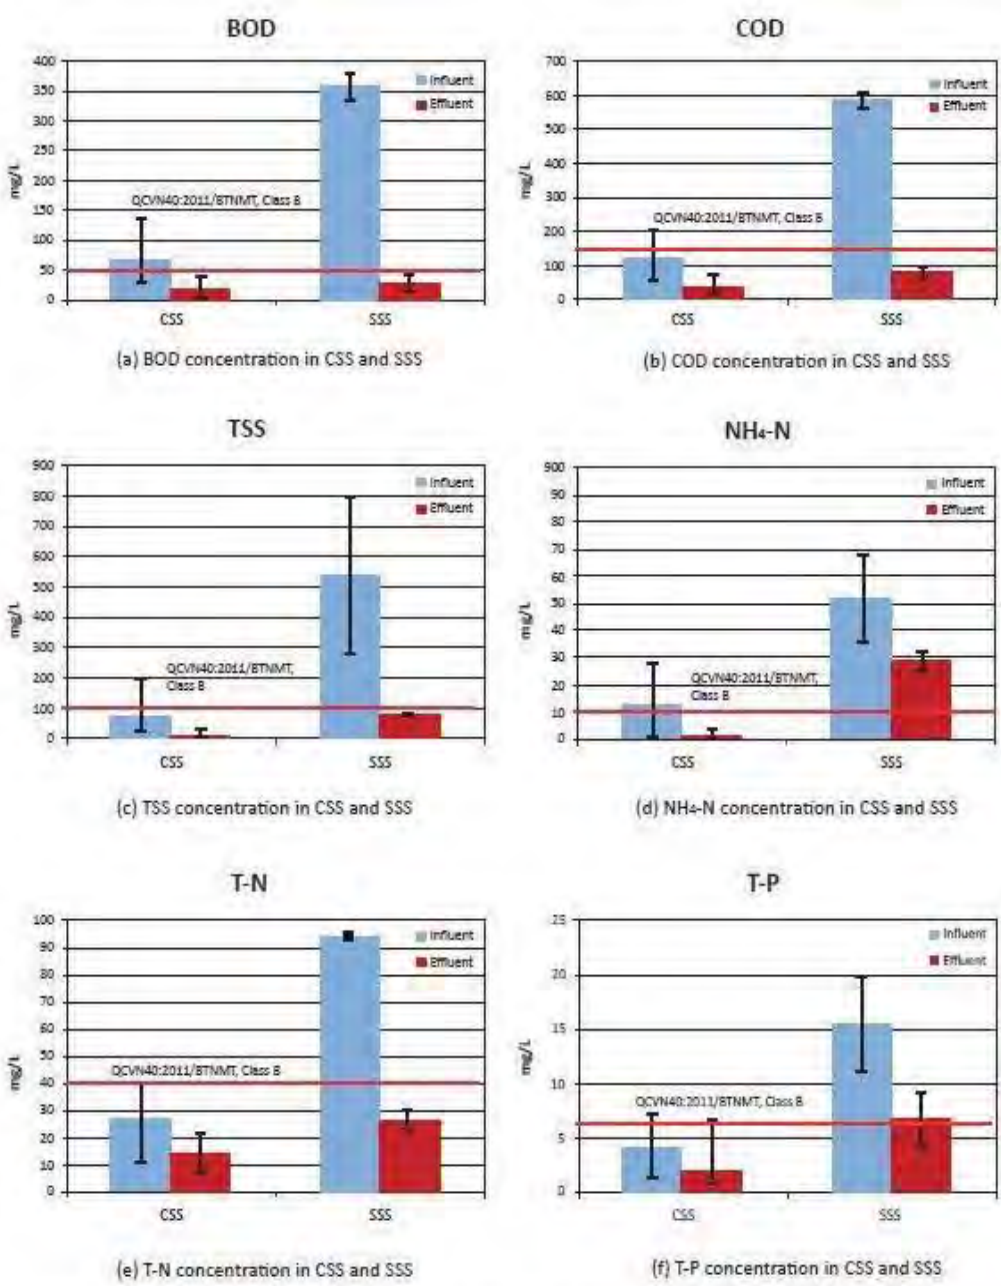 BOD
400
350
300
250
200
150
100
50
0
mg/L
Influent
Effluent
QCVN40:2011/BTNMT, Class B
CSS
SSS
(a) BOD concentration in CSS and SSS
COD
700
600
500
400
300
200
100
0
mg/L
Influent
Effluent
QCVN40:2011/BTNMT, Class B
CSS
SSS
(b) COD concentration in CSS and SSS
TSS
900
800
700
600
500
400
300
200
100
0
mg/L
Influent
Effluent
QCVN40:2011/BTNMT,
Class B
CSS
SSS
(c) TSS concentration in CSS and SSS
NH₄-N
900
90
80
70
60
50
40
30
20
10
0
mg/L
Influent
Effluent
QCVN40:2011/BTNMT,
Class B
CSS
SSS
(d) NH₄-N concentration in CSS and SSS
T-N
100
90
80
70
60
50
40
30
20
10
0
mg/L
Influent
Effluent
QCVN40:2011/BTNMT, Class B
CSS
SSS
(e) T-N concentration in CSS and SSS
T-P
25
20
15
10
5
0
mg/L
Influent
Effluent
QCVN40:2011/BTNMT, Class B
CSS
SSS
(f) T-P concentration in CSS and SSS